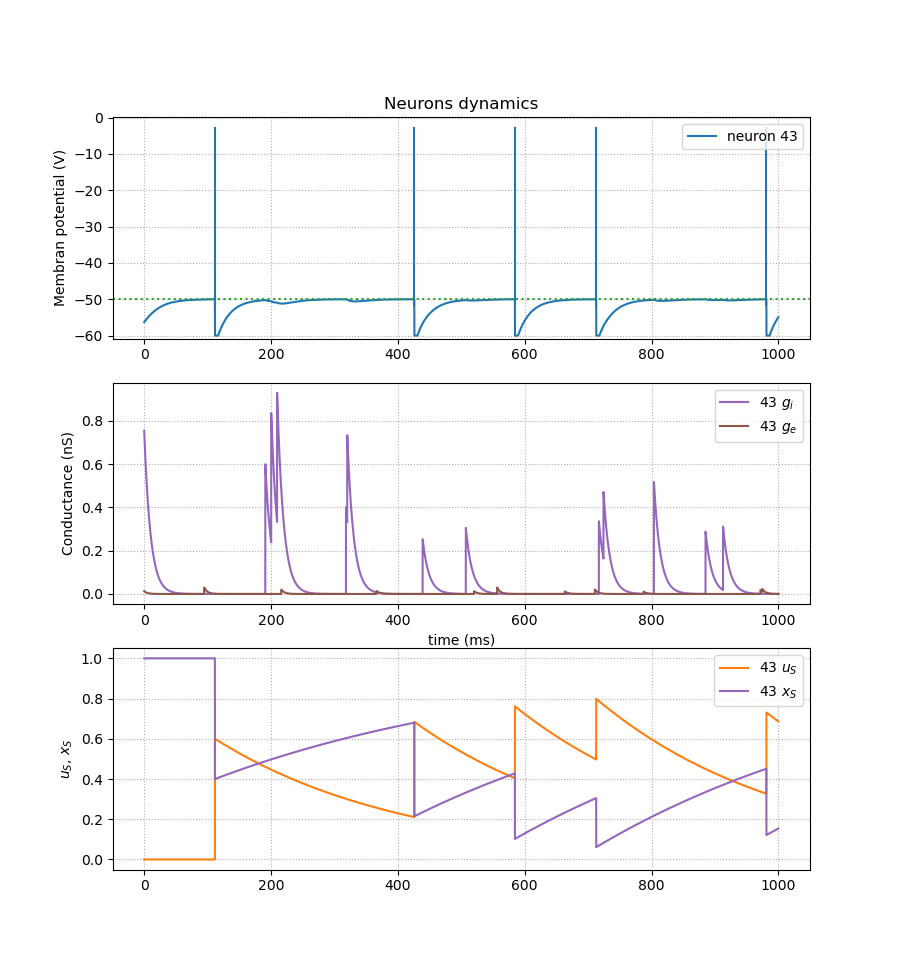 Neurons dynamics
Membran potential (V)
0
−10
−20
−30
−40
−50
−60
neuron 43
0 200 400 600 800 1000
Conductance (nS)
0.8
0.6
0.4
0.2
0.0
43 g_i
43 g_e
0 200 400 600 800 1000
time (ms)
u_S, x_S
1.0
0.8
0.6
0.4
0.2
0.0
43 u_S
43 x_S
0 200 400 600 800 1000